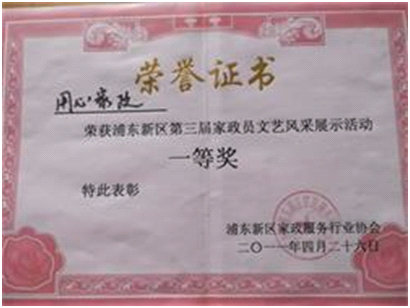 荣誉证书
用心家政
荣获浦东新区第三届家政员文艺风采展示活动
一等奖
特此表彰
浦东新区家政服务行业协会
二〇一一年四月二十六日